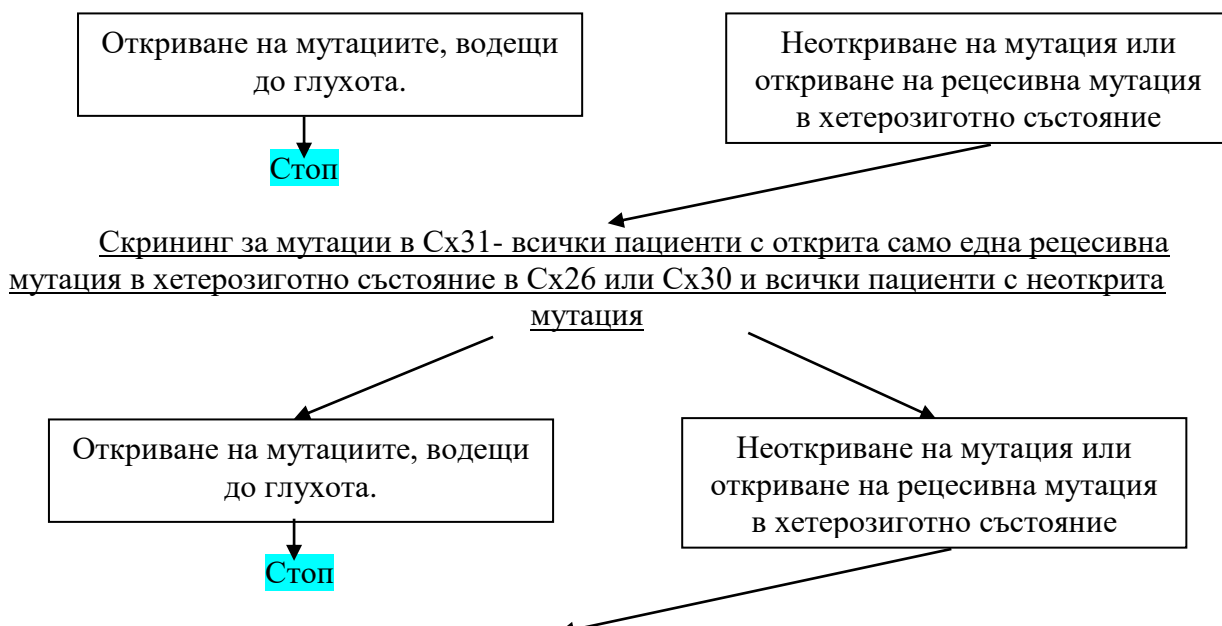 Откриване на мутациите, водещи
до глухота.
Неоткриване на мутация или
откриване на рецесивна мутация
в хетерозиготно състояние
Стоп
Скрининг за мутации в Cx31- всички пациенти с открита само една рецесивна
мутация в хетерозиготно състояние в Cx26 или Cx30 и всички пациенти с неоткрита
мутация
Откриване на мутациите, водещи
до глухота.
Неоткриване на мутация или
откриване на рецесивна мутация
в хетерозиготно състояние
Стоп